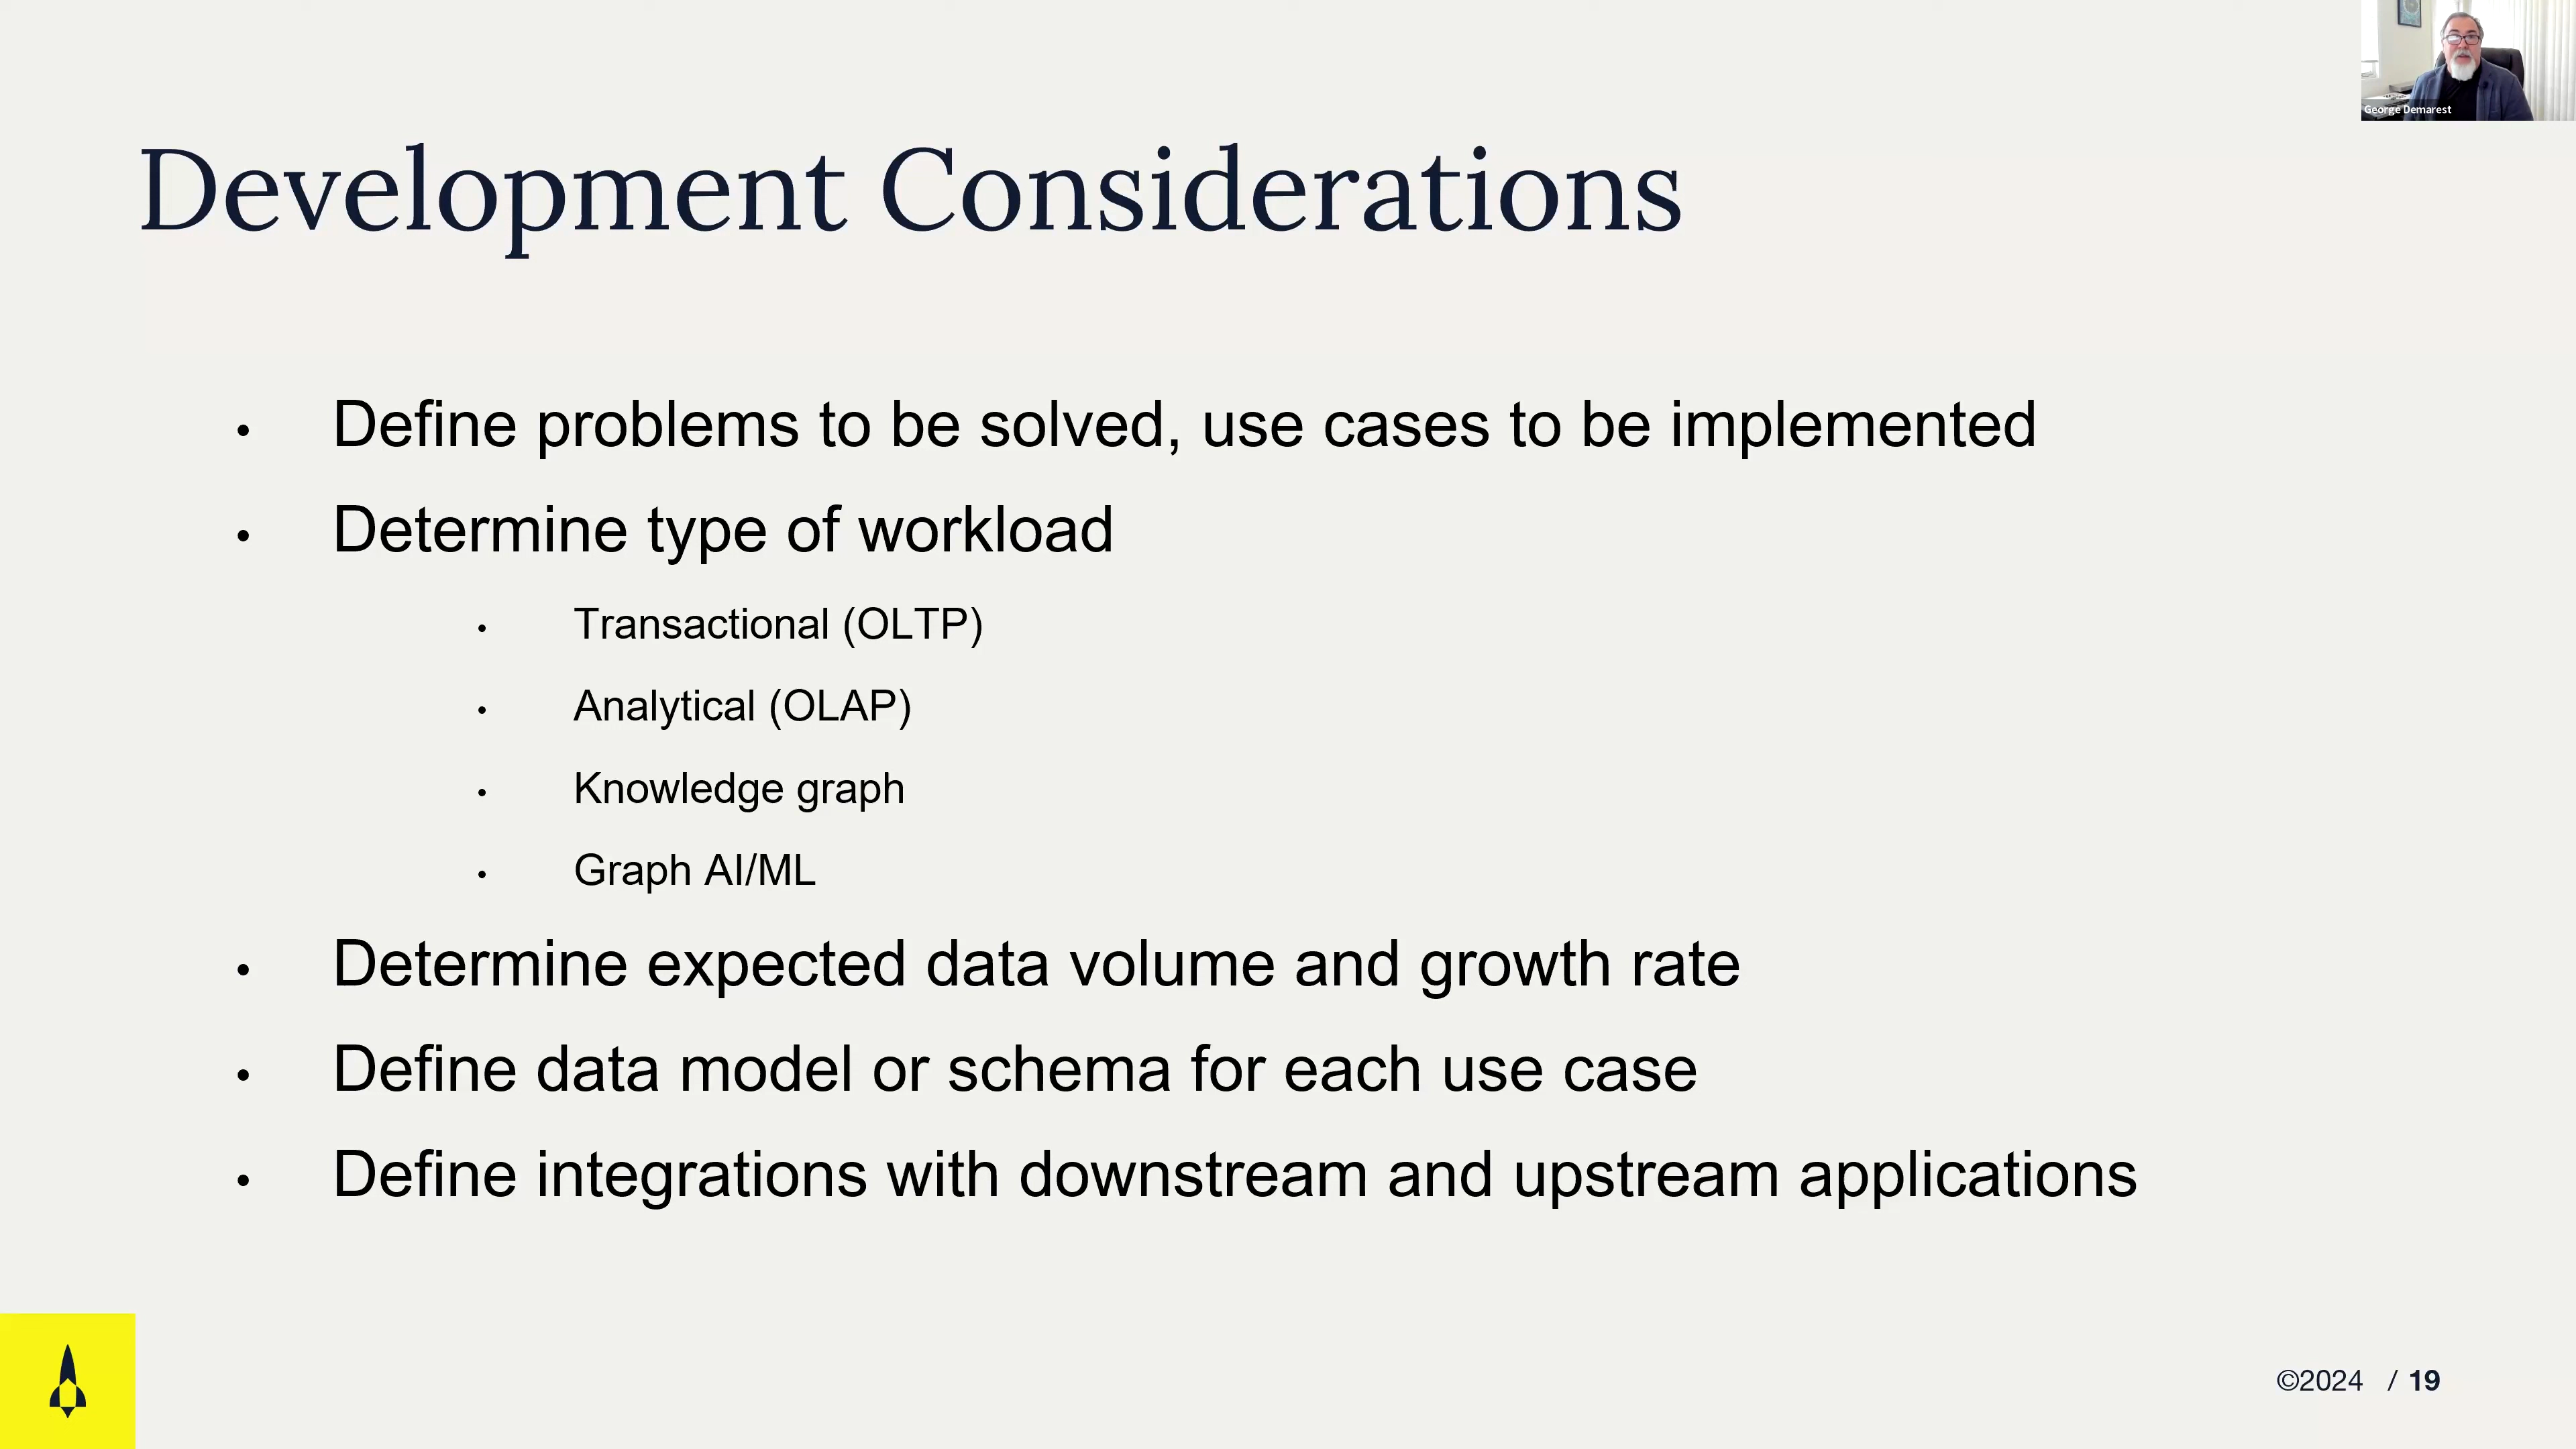 George Demarest
Development Considerations
• Define problems to be solved, use cases to be implemented
• Determine type of workload
• Transactional (OLTP)
• Analytical (OLAP)
• Knowledge graph
• Graph AI/ML
• Determine expected data volume and growth rate
• Define data model or schema for each use case
• Define integrations with downstream and upstream applications
©2024 / 19